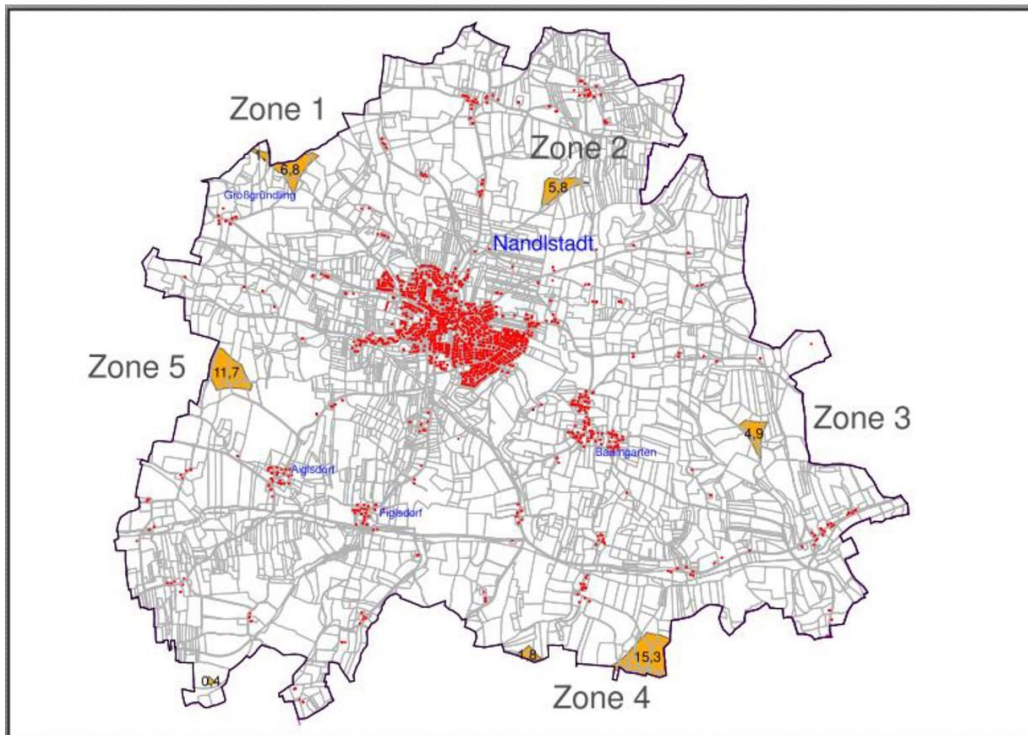 Zone 1
6,8
Zone 2
5,8
Großgründling
Nandlstadt
Zone 5
11,7
Zone 3
4,9
Baumgarten
Aiglsdorf
Figlsdorf
1,8
15,3
0,4
Zone 4